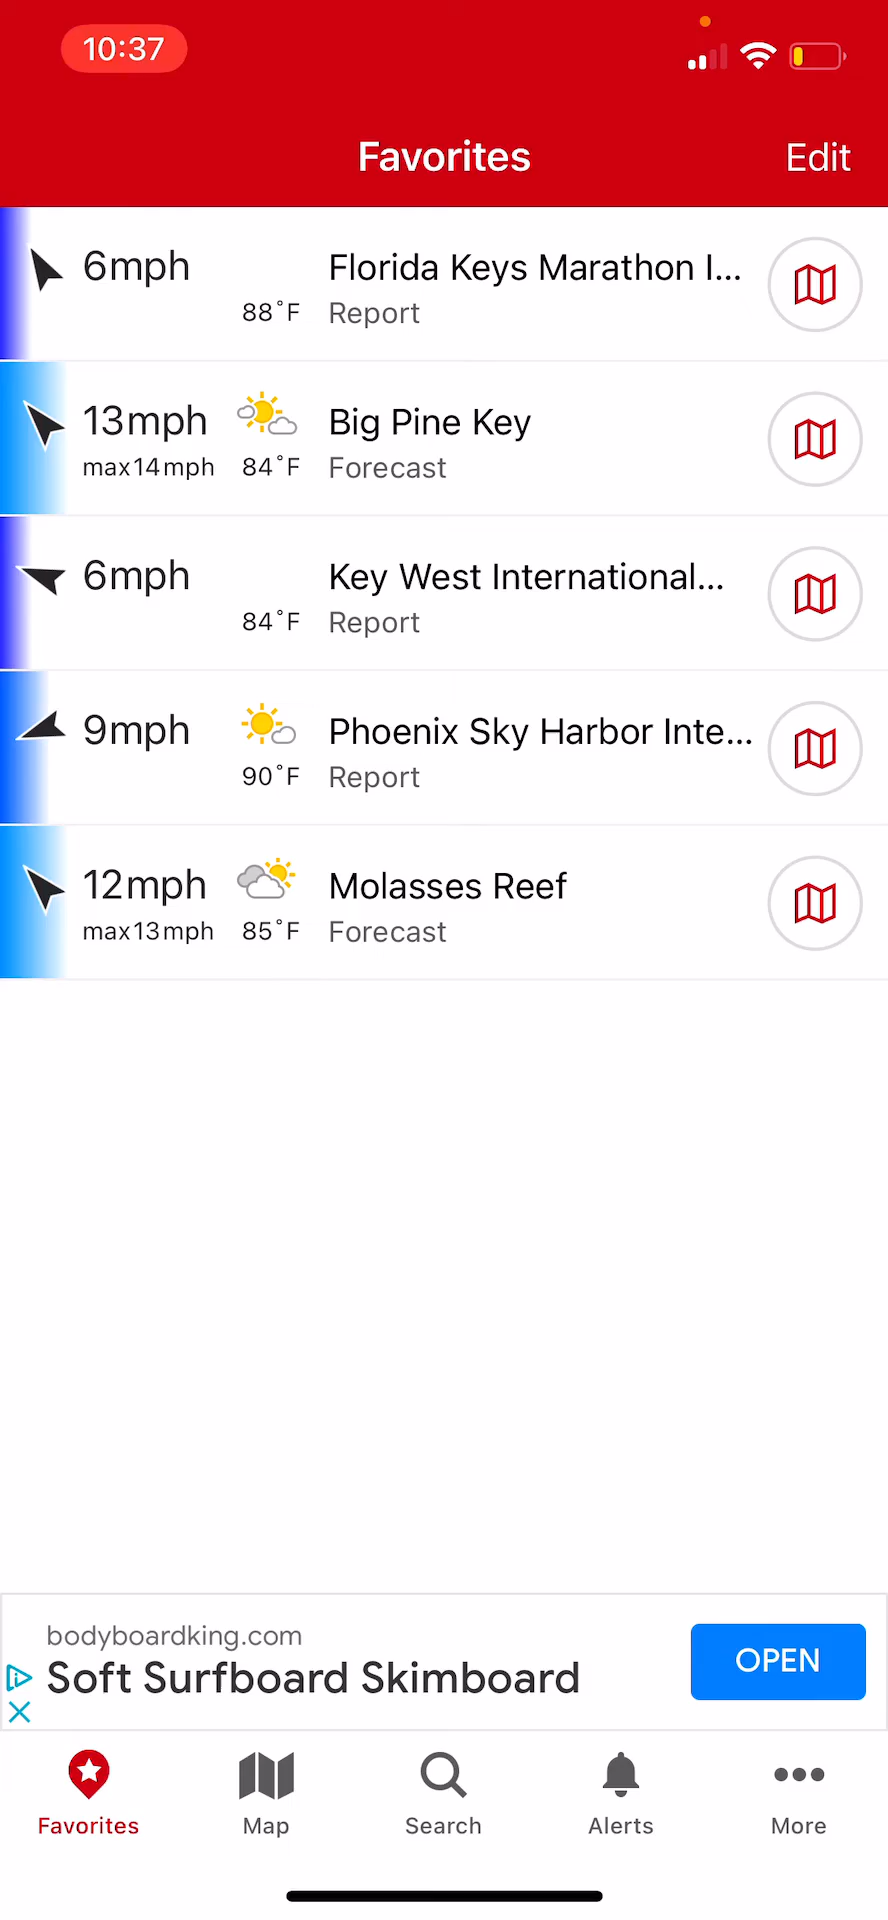 10:37
Favorites
Edit
6mph
Florida Keys Marathon I...
88°F
Report
13mph
Big Pine Key
max14mph
84°F
Forecast
6mph
Key West International...
84°F
Report
9mph
Phoenix Sky Harbor Inte...
90°F
Report
12mph
Molasses Reef
max13mph
85°F
Forecast
bodyboardking.com
Soft Surfboard Skimboard
OPEN
Favorites
Map
Search
Alerts
More